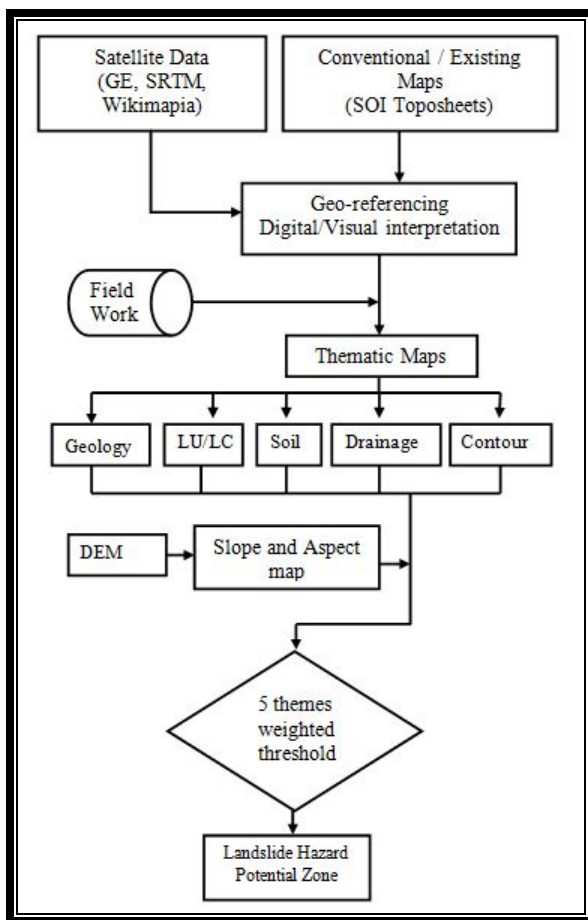 Satellite Data
(GE, SRTM,
Wikimapia)
Conventional / Existing
Maps
(SOI Toposheets)
Geo-referencing
Digital/Visual interpretation
Field
Work
Thematic Maps
Geology
LU/LC
Soil
Drainage
Contour
DEM
Slope and Aspect
map
5 themes
weighted
threshold
Landslide Hazard
Potential Zone